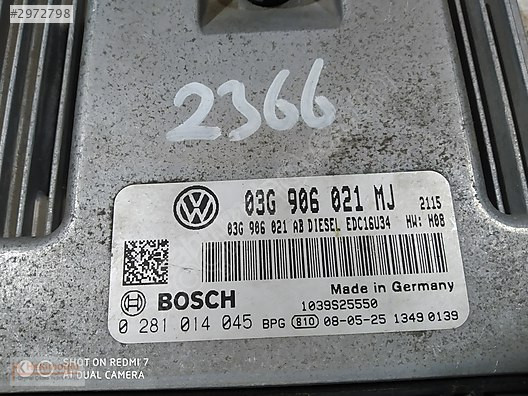 #2972798
2366
03G 906 021 MJ 2115
03G 906 021 AB DIESEL EDC16U34 HW: H08
Made in Germany
BOSCH 1039S25550
0 281 014 045 BPG 810 08-05-25 1349 0139
SHOT ON REDMI 7
AI DUAL CAMERA